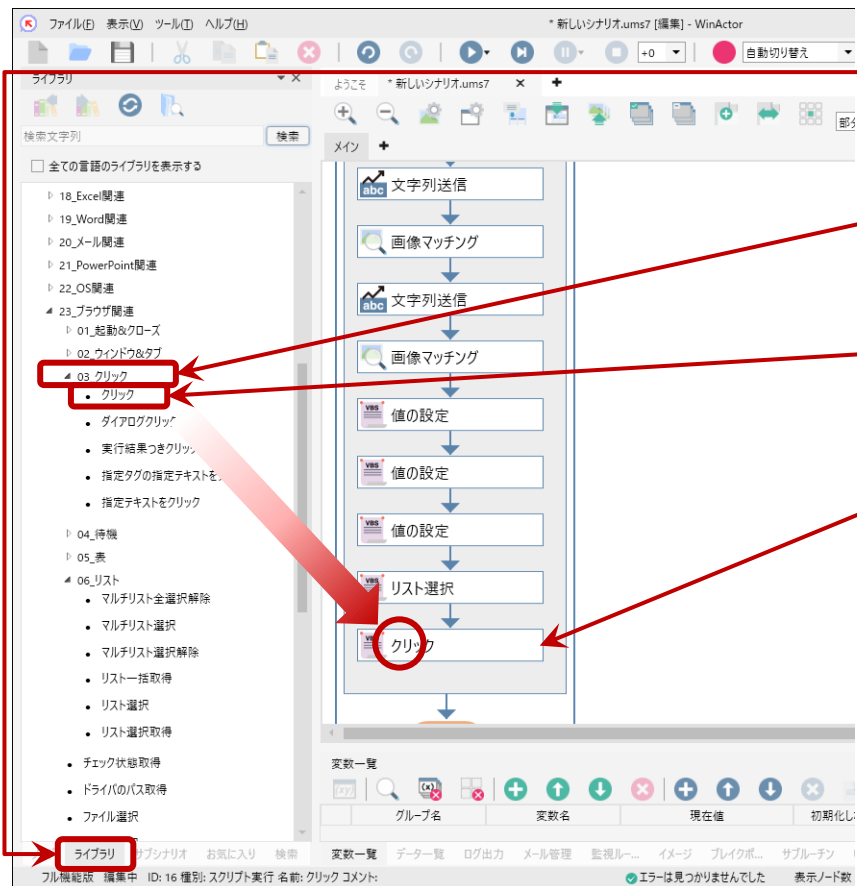 ファイル(F) 表示(V) ツール(T) ヘルプ(H)
* 新しいシナリオ.ums7 [編集] - WinActor
+0
自動切り替え
ライブラリ
ようこそ
* 新しいシナリオ.ums7
検索文字列
検索
メイン
全ての言語のライブラリを表示する
18_Excel関連
19_Word関連
20_メール関連
21_PowerPoint関連
22_OS関連
23_ブラウザ関連
01_起動&クローズ
02_ウィンドウ&タブ
03_クリック
クリック
ダイアログクリック
実行結果つきクリック
指定タグの指定テキストを
指定テキストをクリック
04_待機
05_表
06_リスト
マルチリスト全選択解除
マルチリスト選択
マルチリスト選択解除
リスト一括取得
リスト選択
リスト選択取得
チェック状態取得
ドライバのパス取得
ファイル選択
文字列送信
画像マッチング
文字列送信
画像マッチング
値の設定
値の設定
値の設定
リスト選択
クリック
変数一覧
グループ名 変数名 現在値 初期化し
ライブラリ サブシナリオ お気に入り 検索
変数一覧 データ一覧 ログ出力 メール管理 監視ルー... イメージ ブレイクポ... サブルーチン
フル機能版 編集中 ID: 16 種別: スクリプト実行 名前: クリック コメント:
エラーは見つかりませんでした 表示ノード数